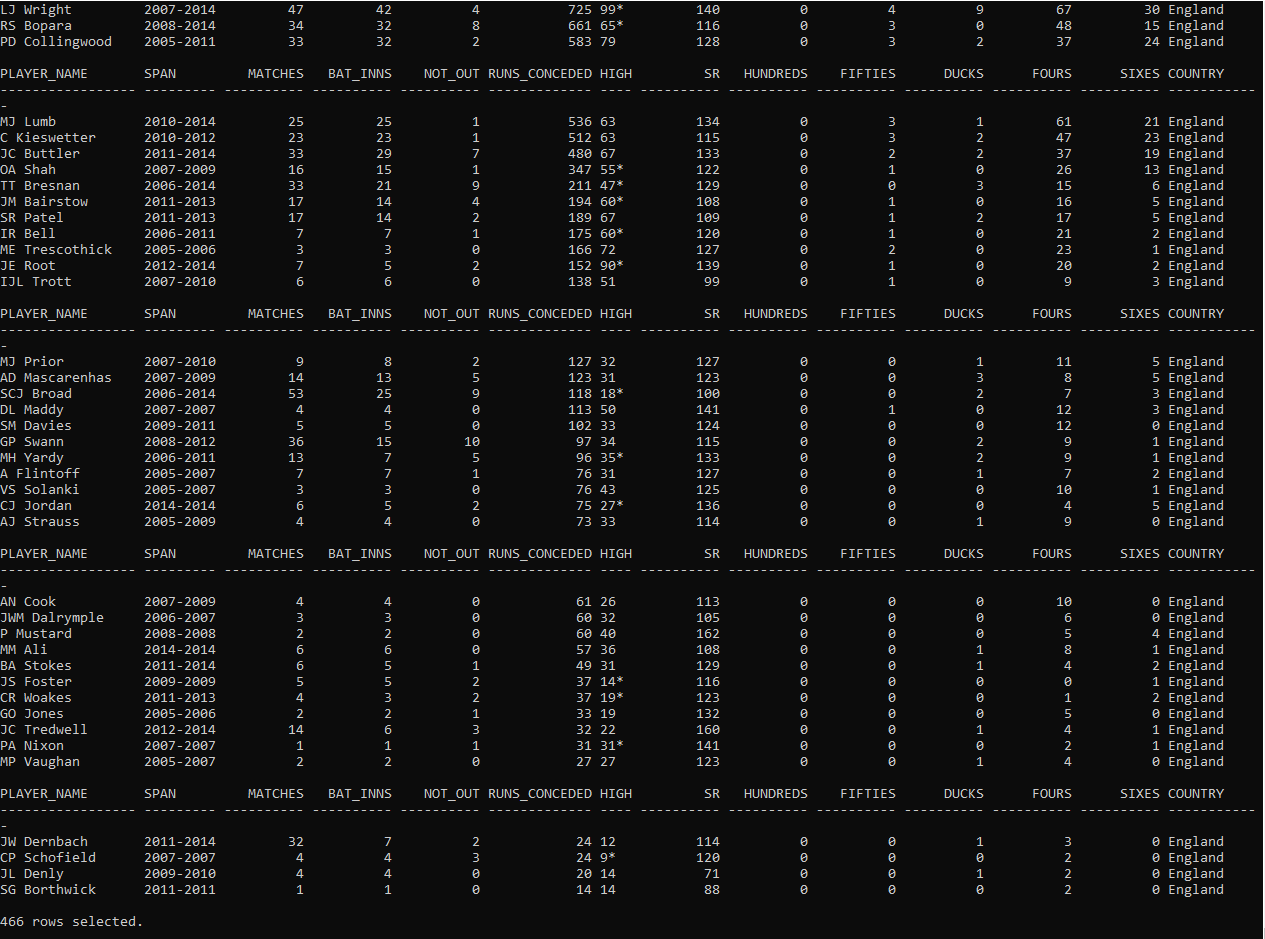 LJ Wright 2007-2014 47 42 4 725 99* 140 0 4 9 67 30 England
RS Bopara 2008-2014 34 32 8 661 65* 116 0 3 0 48 15 England
PD Collingwood 2005-2011 33 32 2 583 79 128 0 3 2 37 24 England
PLAYER_NAME SPAN MATCHES BAT_INNS NOT_OUT RUNS_CONCEDED HIGH SR HUNDREDS FIFTIES DUCKS FOURS SIXES COUNTRY
----------------- --------- ---------- ---------- ---------- ------------- ---- ---------- ---------- ---------- ---------- ---------- ---------- -----------
-
MJ Lumb 2010-2014 25 25 1 536 63 134 0 3 1 61 21 England
C Kieswetter 2010-2012 23 23 1 512 63 115 0 3 2 47 23 England
JC Buttler 2011-2014 33 29 7 480 67 133 0 2 2 37 19 England
OA Shah 2007-2009 16 15 1 347 55* 122 0 1 0 26 13 England
TT Bresnan 2006-2014 33 21 9 211 47* 129 0 0 3 15 6 England
JM Bairstow 2011-2013 17 14 4 194 60* 108 0 1 0 16 5 England
SR Patel 2011-2013 17 14 2 189 67 109 0 1 2 17 5 England
IR Bell 2006-2011 7 7 1 175 60* 120 0 1 0 21 2 England
ME Trescothick 2005-2006 3 3 0 166 72 127 0 2 0 23 1 England
JE Root 2012-2014 7 5 2 152 90* 139 0 1 0 20 2 England
IJL Trott 2007-2010 6 6 0 138 51 99 0 1 0 9 3 England
PLAYER_NAME SPAN MATCHES BAT_INNS NOT_OUT RUNS_CONCEDED HIGH SR HUNDREDS FIFTIES DUCKS FOURS SIXES COUNTRY
----------------- --------- ---------- ---------- ---------- ------------- ---- ---------- ---------- ---------- ---------- ---------- ---------- -----------
-
MJ Prior 2007-2010 9 8 2 127 32 127 0 0 1 11 5 England
AD Mascarenhas 2007-2009 14 13 5 123 31 123 0 0 3 8 5 England
SCJ Broad 2006-2014 53 25 9 118 18* 100 0 0 2 7 3 England
DL Maddy 2007-2007 4 4 0 113 50 141 0 1 0 12 3 England
SM Davies 2009-2011 5 5 0 102 33 124 0 0 0 12 0 England
GP Swann 2008-2012 36 15 10 97 34 115 0 0 2 9 1 England
MH Yardy 2006-2011 13 7 5 96 35* 133 0 0 2 9 1 England
A Flintoff 2005-2007 7 7 1 76 31 127 0 0 1 7 2 England
VS Solanki 2005-2007 3 3 0 76 43 125 0 0 0 10 1 England
CJ Jordan 2014-2014 6 5 2 75 27* 136 0 0 0 4 5 England
AJ Strauss 2005-2009 4 4 0 73 33 114 0 0 1 9 0 England
PLAYER_NAME SPAN MATCHES BAT_INNS NOT_OUT RUNS_CONCEDED HIGH SR HUNDREDS FIFTIES DUCKS FOURS SIXES COUNTRY
----------------- --------- ---------- ---------- ---------- ------------- ---- ---------- ---------- ---------- ---------- ---------- ---------- -----------
-
AN Cook 2007-2009 4 4 0 61 26 113 0 0 0 10 0 England
JWM Dalrymple 2006-2007 3 3 0 60 32 105 0 0 0 6 0 England
P Mustard 2008-2008 2 2 0 60 40 162 0 0 0 5 4 England
MM Ali 2014-2014 6 6 0 57 36 108 0 0 1 8 1 England
BA Stokes 2011-2014 6 5 1 49 31 129 0 0 1 4 2 England
JS Foster 2009-2009 5 5 2 37 14* 116 0 0 0 0 1 England
CR Woakes 2011-2013 4 3 2 37 19* 123 0 0 0 1 2 England
GO Jones 2005-2006 2 2 1 33 19 132 0 0 0 5 0 England
JC Tredwell 2012-2014 14 6 3 32 22 160 0 0 1 4 1 England
PA Nixon 2007-2007 1 1 1 31 31* 141 0 0 0 2 1 England
MP Vaughan 2005-2007 2 2 0 27 27 123 0 0 1 4 0 England
PLAYER_NAME SPAN MATCHES BAT_INNS NOT_OUT RUNS_CONCEDED HIGH SR HUNDREDS FIFTIES DUCKS FOURS SIXES COUNTRY
----------------- --------- ---------- ---------- ---------- ------------- ---- ---------- ---------- ---------- ---------- ---------- ---------- -----------
-
JW Dernbach 2011-2014 32 7 2 24 12 114 0 0 1 3 0 England
CP Schofield 2007-2007 4 4 3 24 9* 120 0 0 0 2 0 England
JL Denly 2009-2010 4 4 0 20 14 71 0 0 1 2 0 England
SG Borthwick 2011-2011 1 1 0 14 14 88 0 0 0 2 0 England
466 rows selected.